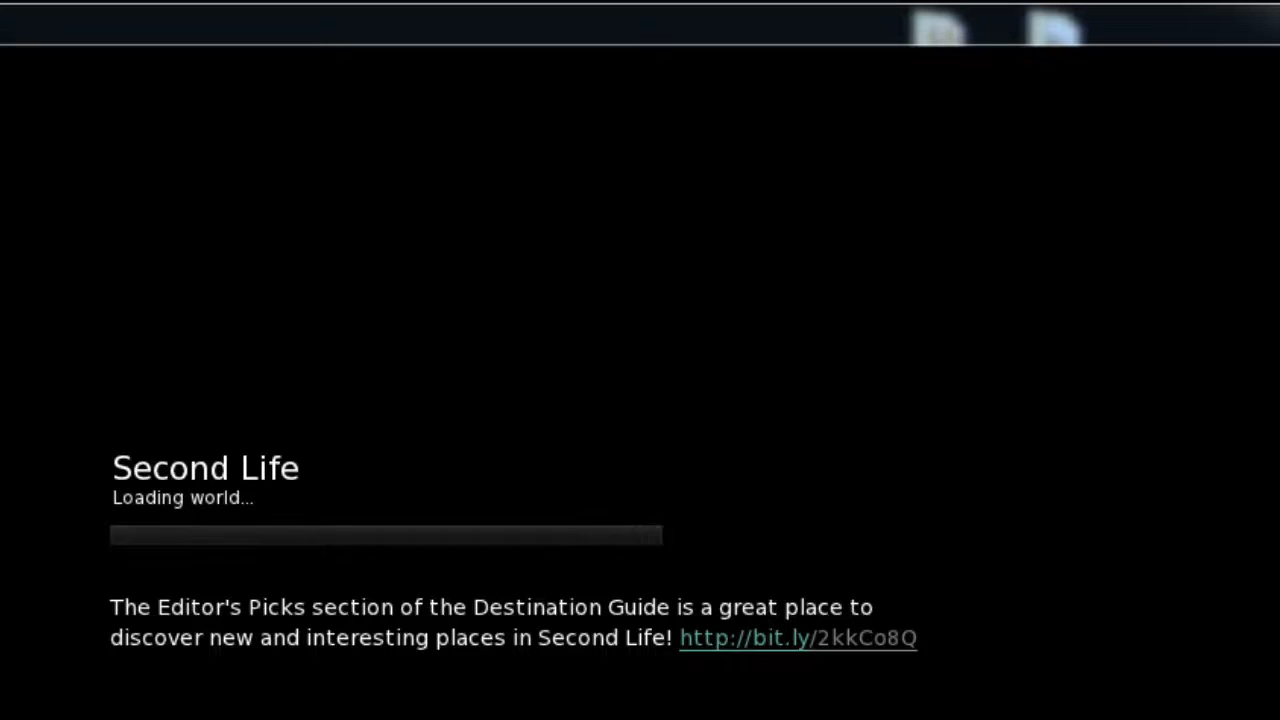 Second Life
Loading world...
The Editor's Picks section of the Destination Guide is a great place to
discover new and interesting places in Second Life! http://bit.ly/2kkCo8Q